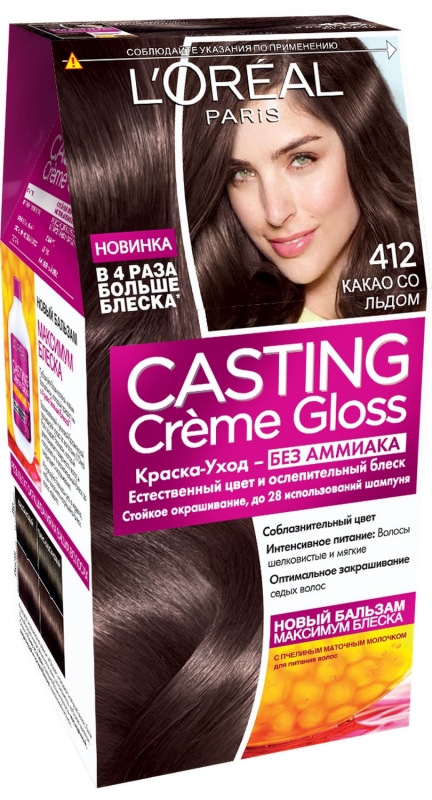 СОБЛЮДАЙТЕ УКАЗАНИЯ ПО ПРИМЕНЕНИЮ
L'ORÉAL
PARIS
НОВИНКА
В 4 РАЗА
БОЛЬШЕ
БЛЕСКА*
412
КАКАО СО
ЛЬДОМ
CASTING
Crème Gloss
Краска-Уход – БЕЗ АММИАКА
Естественный цвет и ослепительный блеск
Стойкое окрашивание, до 28 использований шампуня
Соблазнительный цвет
Интенсивное питание: Волосы
шелковистые и мягкие
Оптимальное закрашивание
седых волос
НОВЫЙ БАЛЬЗАМ
МАКСИМУМ БЛЕСКА
С ПЧЕЛИНЫМ МАТОЧНЫМ МОЛОЧКОМ
для питания волос
CASTING
Crème Gloss
НОВЫЙ БАЛЬЗАМ
МАКСИМУМ
БЛЕСКА